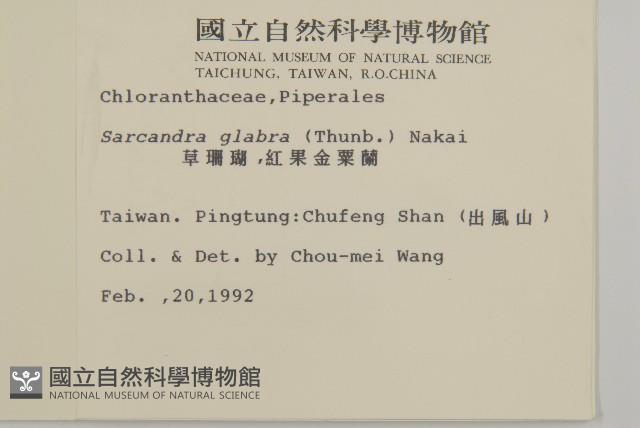 國立自然科學博物館
NATIONAL MUSEUM OF NATURAL SCIENCE
TAICHUNG, TAIWAN, R.O.CHINA
Chloranthaceae,Piperales
Sarcandra glabra (Thunb.) Nakai
草珊瑚,紅果金粟蘭
Taiwan. Pingtung:Chufeng Shan (出風山)
Coll. & Det. by Chou-mei Wang
Feb. ,20,1992
國立自然科學博物館
NATIONAL MUSEUM OF NATURAL SCIENCE